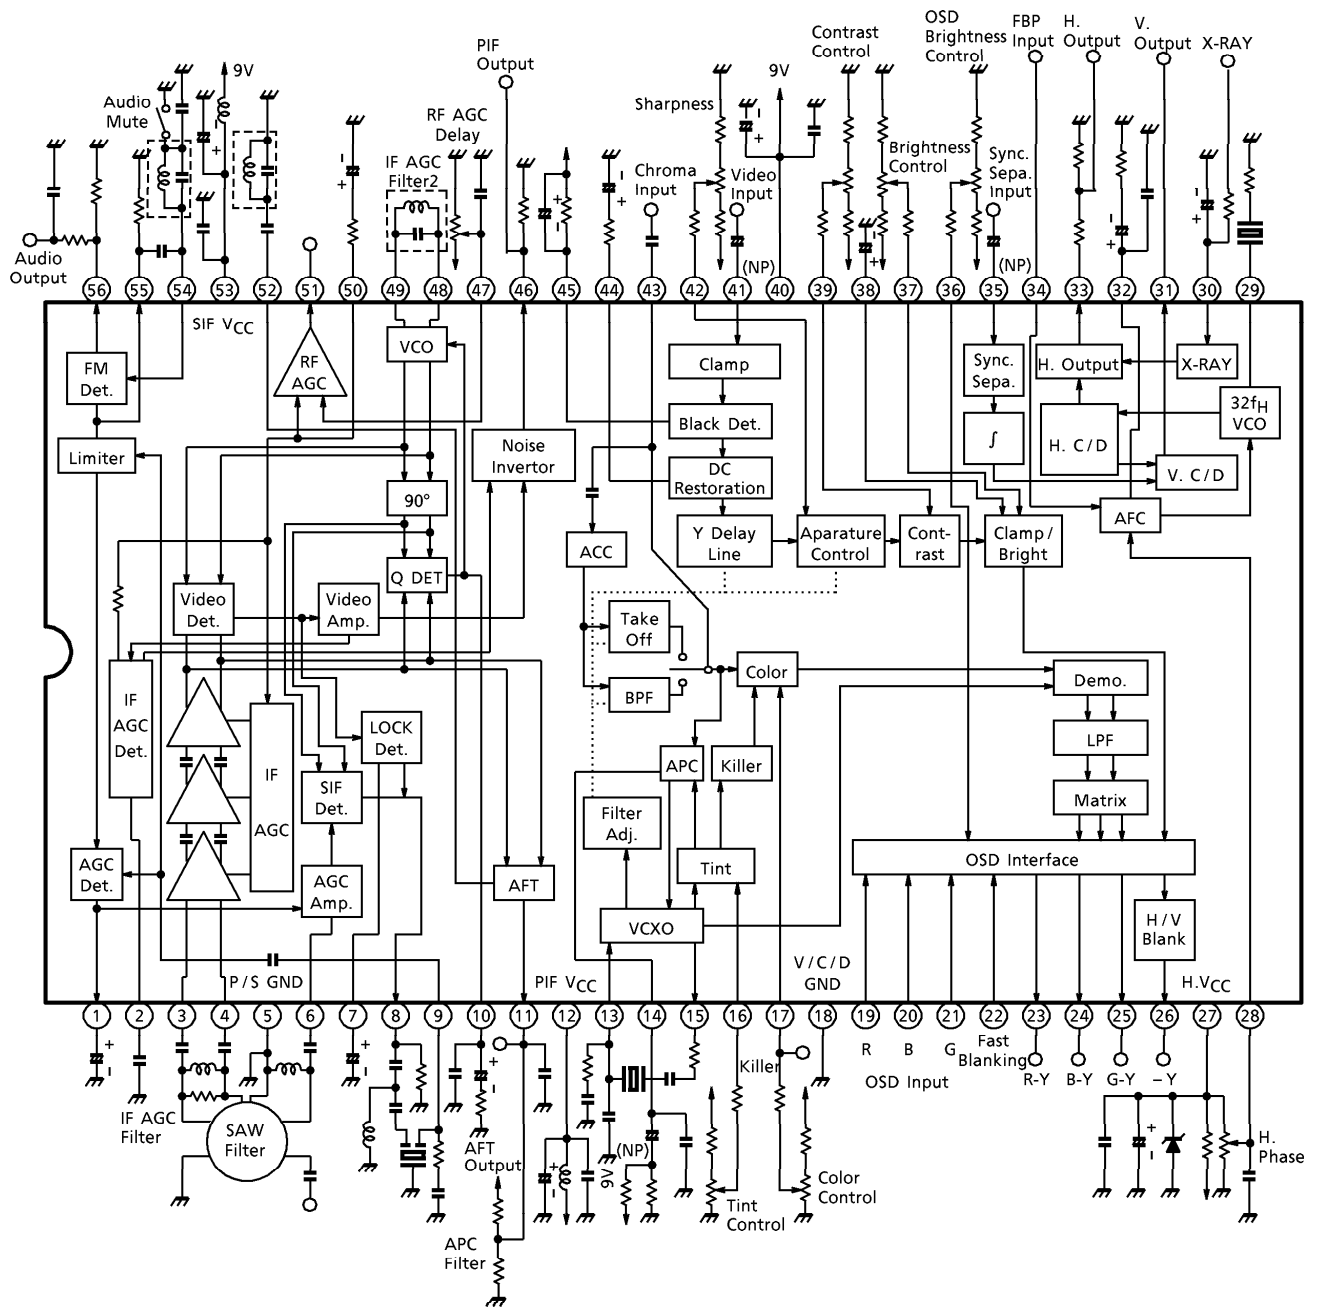 OSD
Brightness
Control
FBP
Input
H.
Output
V.
Output
X-RAY
Contrast
Control
PIF
Output
9V
9V
Sharpness
Audio
Mute
RF AGC
Delay
IF AGC
Filter2
Chroma
Input
Video
Input
Brightness
Control
Sync.
Sepa.
Input
(NP)
(NP)
Audio
Output
56
55
54
53
52
51
50
49
48
47
46
45
44
43
42
41
40
39
38
37
36
35
34
33
32
31
30
29
SIF VCC
FM
Det.
RF
AGC
VCO
Clamp
Sync.
Sepa.
H. Output
X-RAY
Limiter
Noise
Invertor
Black Det.
∫
H. C/D
32fH
VCO
DC
Restoration
V. C/D
90°
ACC
Y Delay
Line
Aparature
Control
Cont-
rast
Clamp/
Bright
AFC
Q DET
Video
Det.
Video
Amp.
Take
Off
BPF
Color
Demo.
IF
AGC
Det.
LOCK
Det.
LPF
IF
AGC
SIF
Det.
APC
Killer
Matrix
Filter
Adj.
AGC
Det.
AGC
Amp.
AFT
Tint
OSD Interface
VCXO
H/V
Blank
P/S GND
PIF VCC
V/C/D
GND
H.VCC
1
2
3
4
5
6
7
8
9
10
11
12
13
14
15
16
17
18
19
20
21
22
23
24
25
26
27
28
R
B
G
Fast
Blanking
OSD Input
R-Y
B-Y
G-Y
-Y
Killer
IF AGC
Filter
SAW
Filter
AFT
Output
9V
(NP)
Tint
Control
Color
Control
H.
Phase
APC
Filter